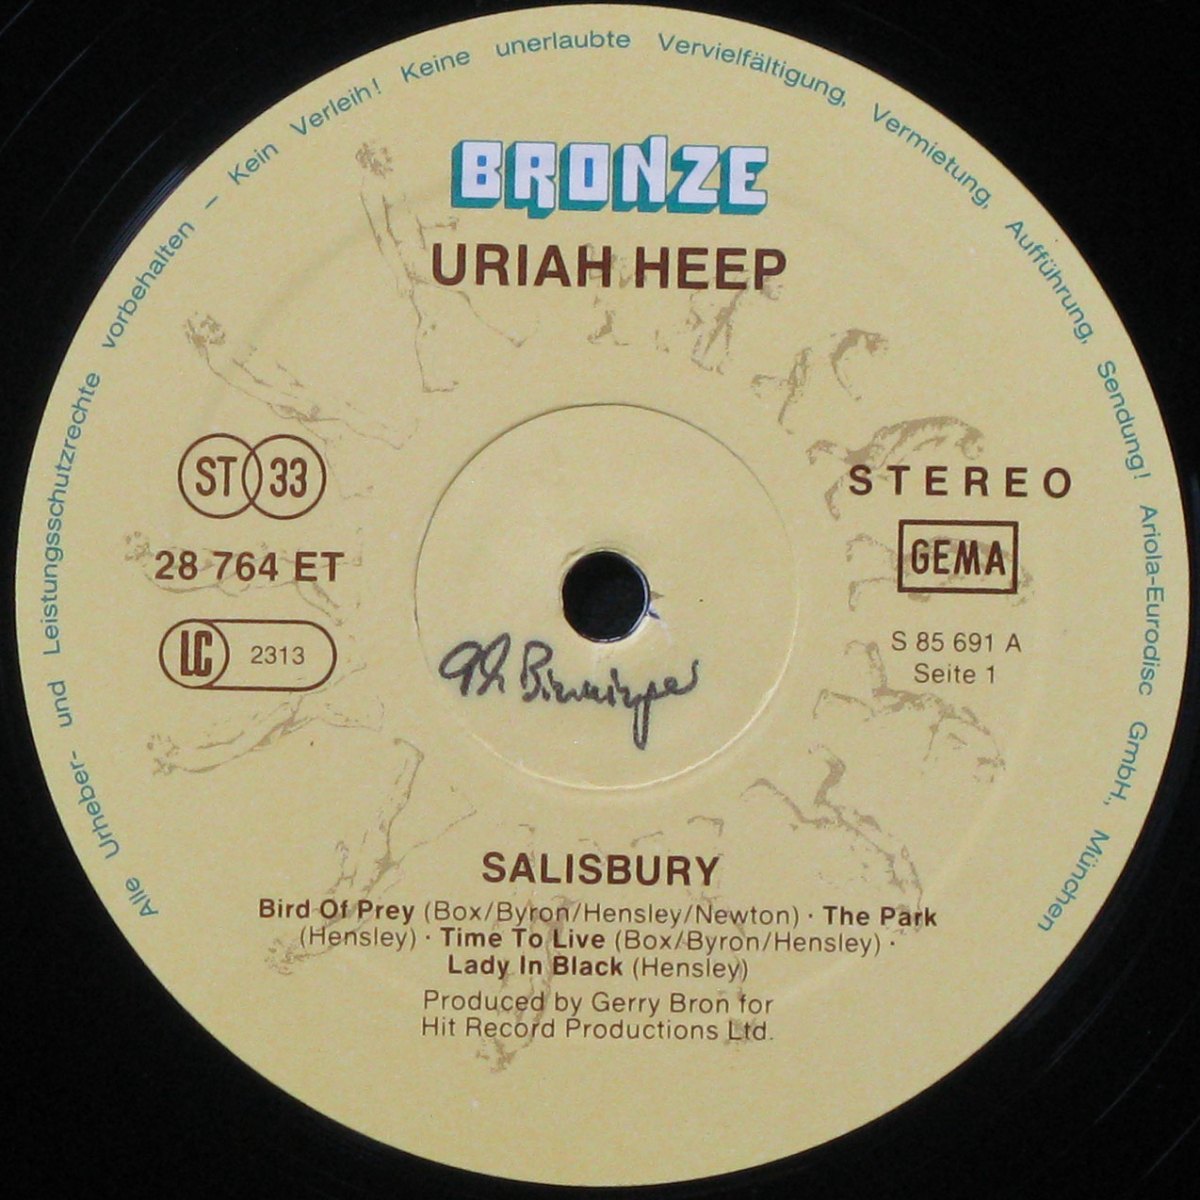 Alle Urheber- und Leistungsschutzrechte vorbehalten – Kein Verleih! Keine unerlaubte Vervielfältigung, Vermietung, Aufführung, Sendung! Ariola-Eurodisc GmbH., München
BRONZE
URIAH HEEP
ST 33
STEREO
28 764 ET
GEMA
LC 2313
S 85 691 A
Seite 1
SALISBURY
Bird Of Prey (Box/Byron/Hensley/Newton) · The Park
(Hensley) · Time To Live (Box/Byron/Hensley) ·
Lady In Black (Hensley)
Produced by Gerry Bron for
Hit Record Productions Ltd.